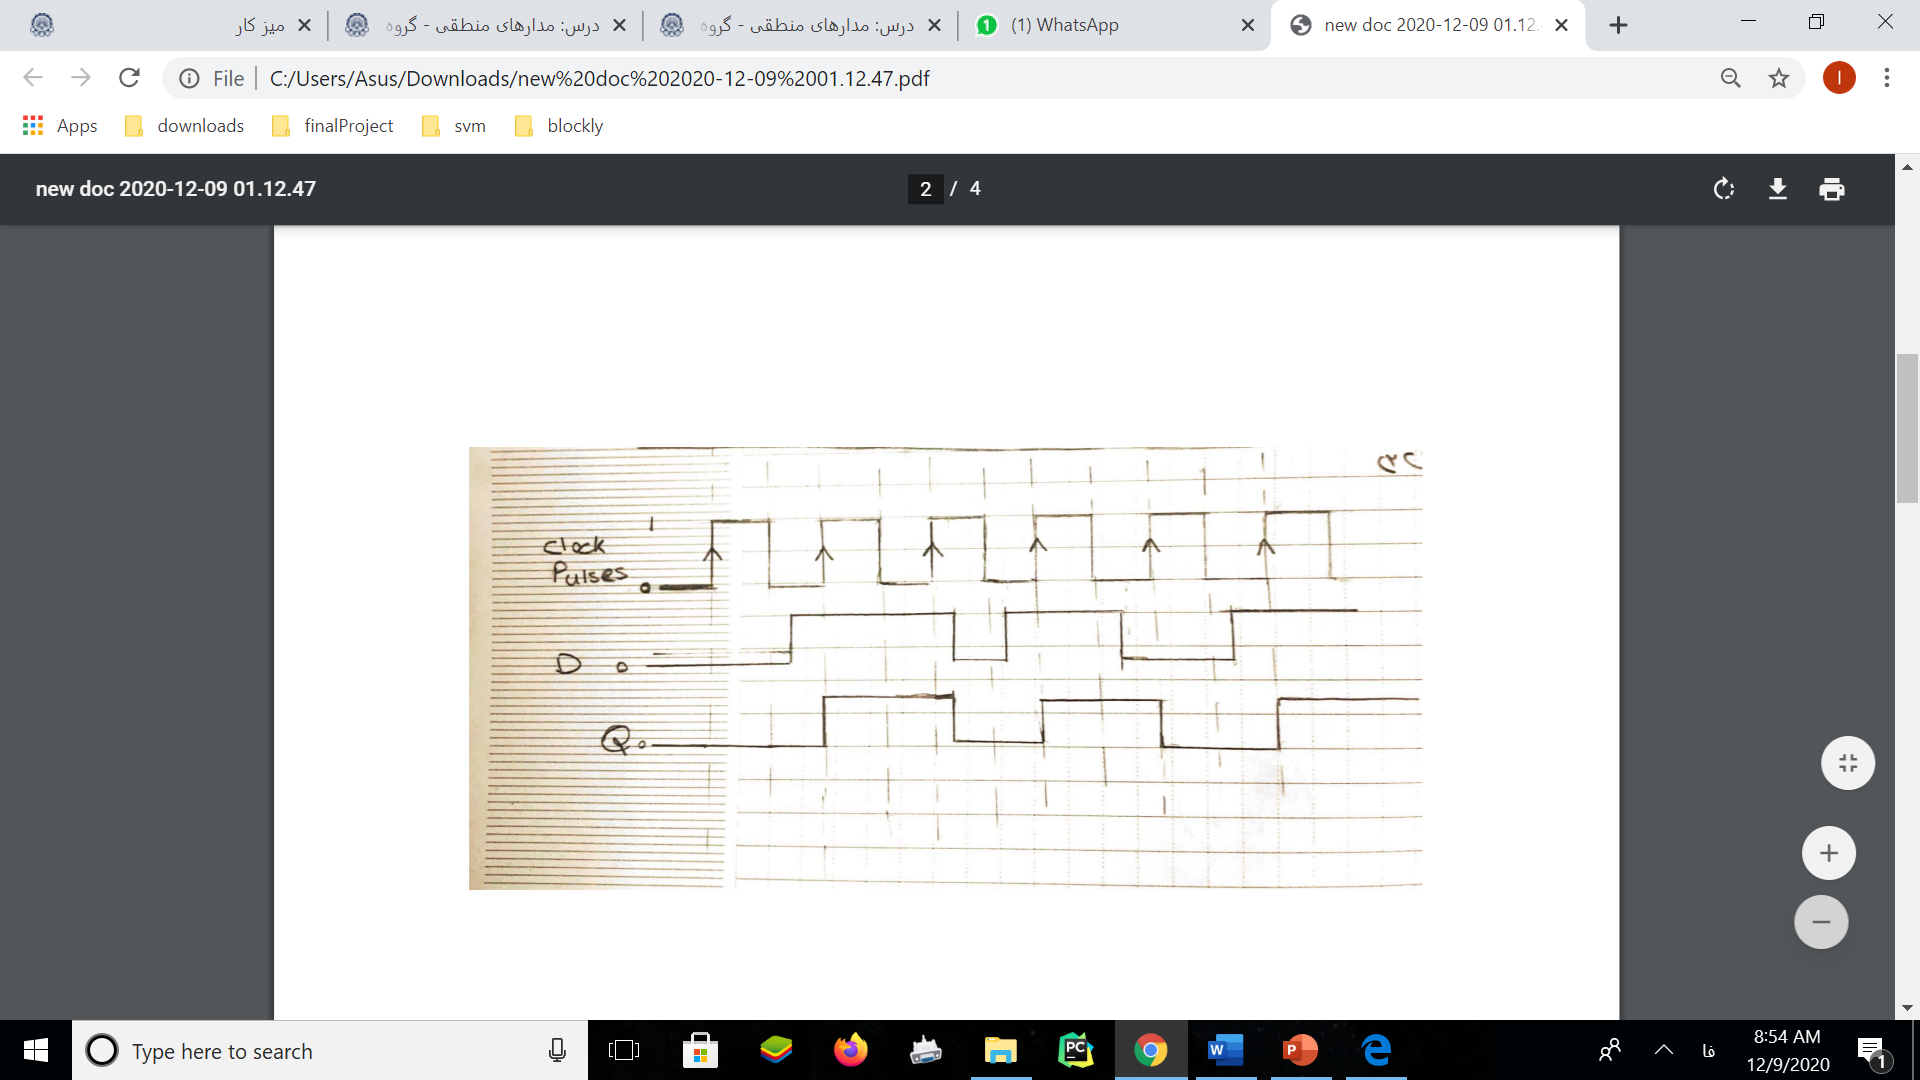 میز کار
درس: مدارهای منطقی - گروه
درس: مدارهای منطقی - گروه
(1) WhatsApp
new doc 2020-12-09 01.12.
File
C:/Users/Asus/Downloads/new%20doc%202020-12-09%2001.12.47.pdf
I
Apps
downloads
finalProject
svm
blockly
new doc 2020-12-09 01.12.47
2 / 4
1
Clock
Pulses 0
D 0
Q 0
Type here to search
فا
8:54 AM
12/9/2020
1